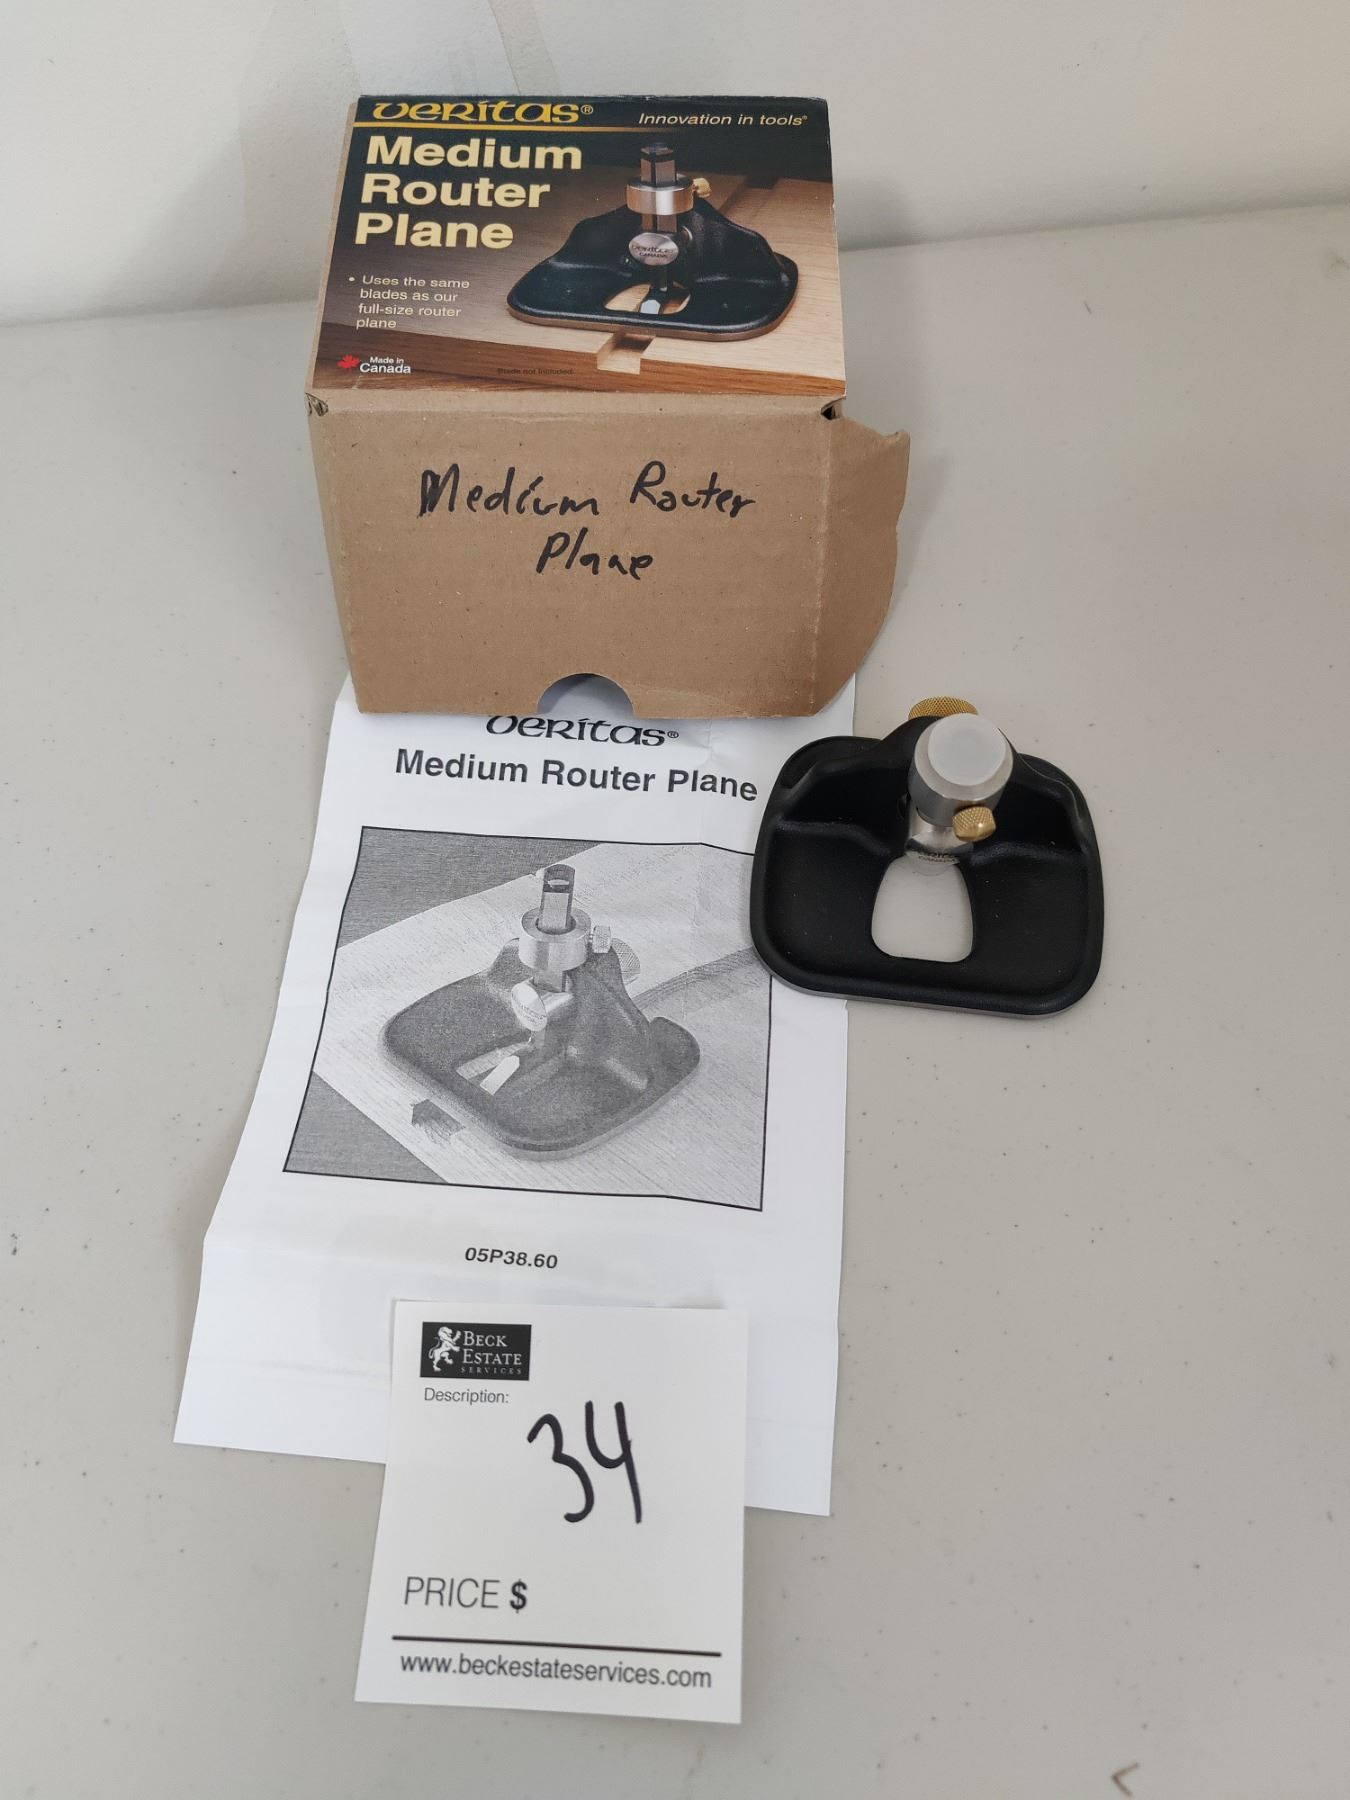 veritas®
Innovation in tools®
Medium
Router
Plane
• Uses the same
blades as our
full-size router
plane
Made in
Canada
Blade not included.
Medium Router
Plane
veritas®
Medium Router Plane
05P38.60
BECK
ESTATE
SERVICES
Description:
34
PRICE $
www.beckestateservices.com